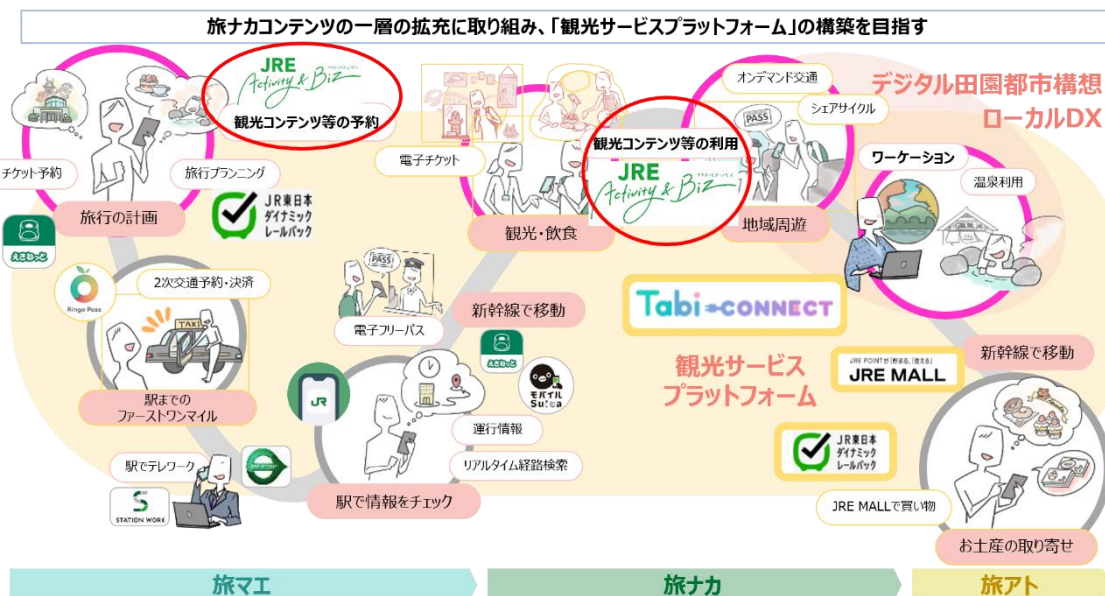 旅ナカコンテンツの一層の拡充に取り組み、「観光サービスプラットフォーム」の構築を目指す
JRE
Activity & Biz
観光コンテンツ等の予約
チケット予約
旅行プランニング
旅行の計画
えきねっと
JR東日本
ダイナミック
レールパック
Ringo Pass
2次交通予約・決済
TAXI
駅までの
ファーストワンマイル
駅でテレワーク
STATION WORK
電子チケット
観光・飲食
観光コンテンツ等の利用
JRE
Activity & Biz
オンデマンド交通
シェアサイクル
PASS
地域周遊
デジタル田園都市構想
ローカルDX
ワーケーション
温泉利用
PASS
電子フリーパス
新幹線で移動
えきねっと
モバイル
Suica
JR
運行情報
リアルタイム経路検索
駅で情報をチェック
Tabi-CONNECT
観光サービス
プラットフォーム
JRE POINTが「貯まる、「使える」
JRE MALL
新幹線で移動
JR東日本
ダイナミック
レールパック
JRE MALLで買い物
お土産の取り寄せ
旅マエ
旅ナカ
旅アト